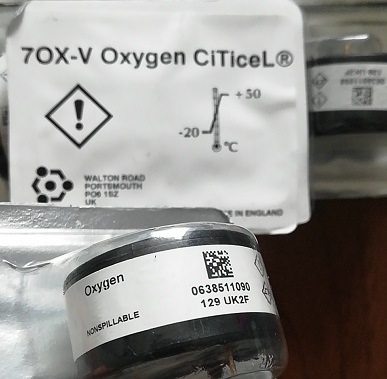 7OX-V Oxygen CiTiceL®
+50
-20
°C
WALTON ROAD
PORTSMOUTH
PO6 1SZ
UK
E IN ENGLAND
Oxygen
0638511090
129 UK2F
NONSPILLABLE